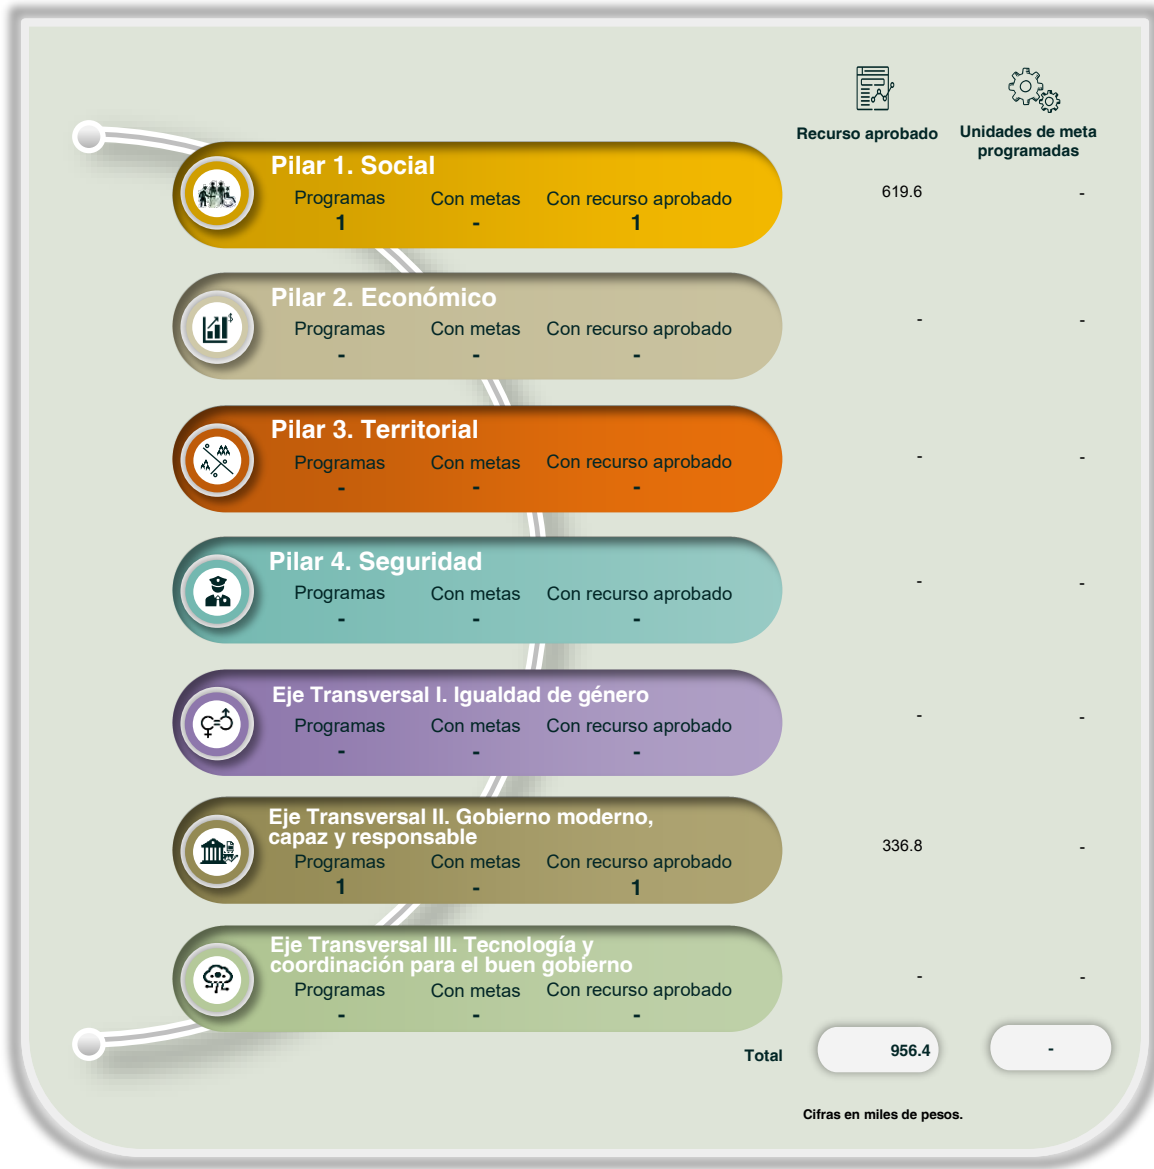 Recurso aprobado
Unidades de meta
programadas
Pilar 1. Social
Programas Con metas Con recurso aprobado
1 - 1
619.6 -
Pilar 2. Económico
Programas Con metas Con recurso aprobado
- - -
- -
Pilar 3. Territorial
Programas Con metas Con recurso aprobado
- - -
- -
Pilar 4. Seguridad
Programas Con metas Con recurso aprobado
- - -
- -
Eje Transversal I. Igualdad de género
Programas Con metas Con recurso aprobado
- - -
- -
Eje Transversal II. Gobierno moderno,
capaz y responsable
Programas Con metas Con recurso aprobado
1 - 1
336.8 -
Eje Transversal III. Tecnología y
coordinación para el buen gobierno
Programas Con metas Con recurso aprobado
- - -
- -
Total 956.4 -
Cifras en miles de pesos.